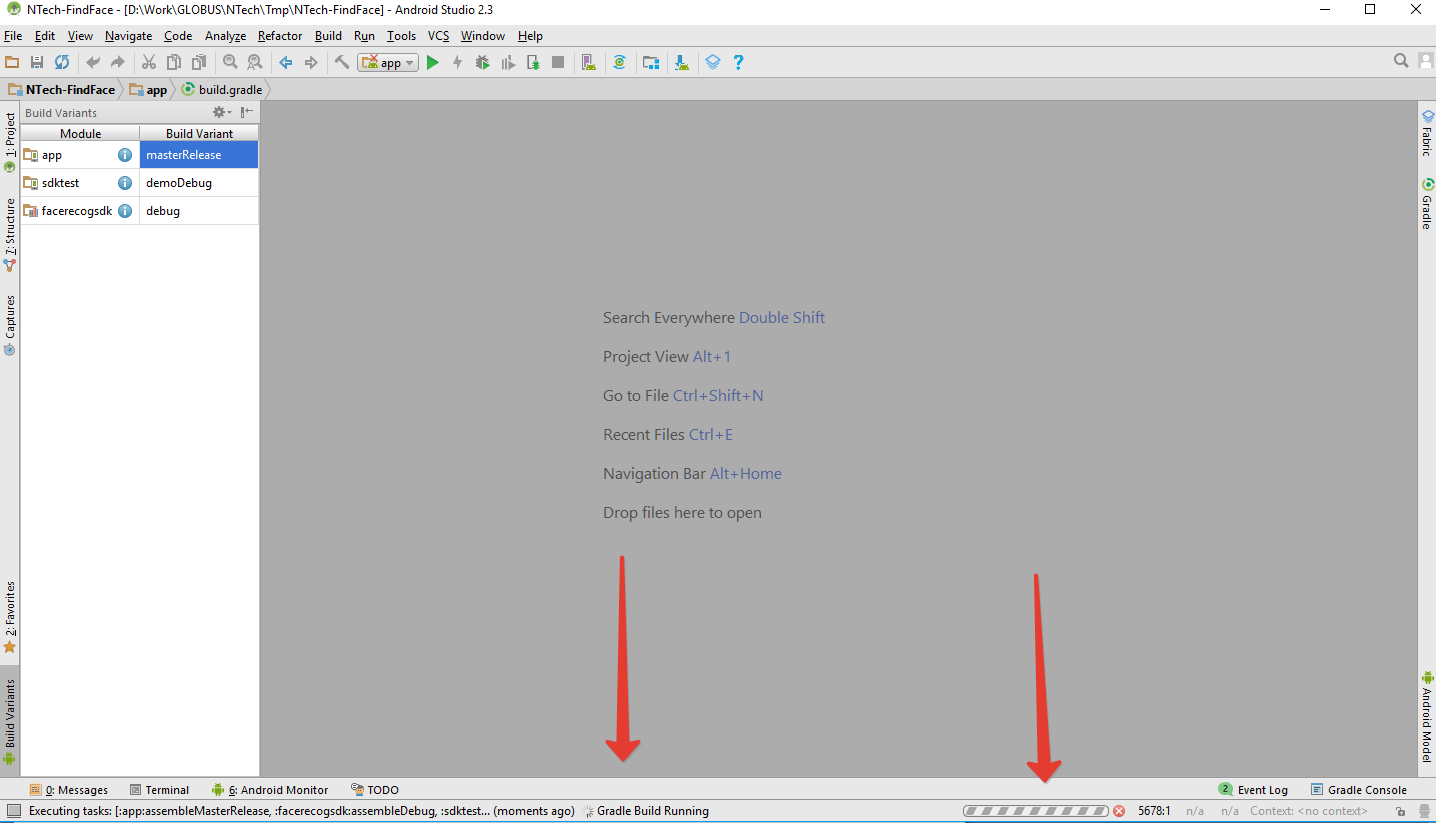 NTech-FindFace - [D:\Work\GLOBUS\NTech\Tmp\NTech-FindFace] - Android Studio 2.3
File Edit View Navigate Code Analyze Refactor Build Run Tools VCS Window Help
app
NTech-FindFace app build.gradle
Build Variants
Module Build Variant
app masterRelease
sdktest demoDebug
facerecogsdk debug
1: Project
7: Structure
Captures
2: Favorites
Build Variants
Search Everywhere Double Shift
Project View Alt+1
Go to File Ctrl+Shift+N
Recent Files Ctrl+E
Navigation Bar Alt+Home
Drop files here to open
Fabric
Gradle
Android Model
0: Messages Terminal 6: Android Monitor TODO 2 Event Log Gradle Console
Executing tasks: [:app:assembleMasterRelease, :facerecogsdk:assembleDebug, :sdktest... (moments ago) Gradle Build Running 5678:1 n/a n/a Context: <no context>